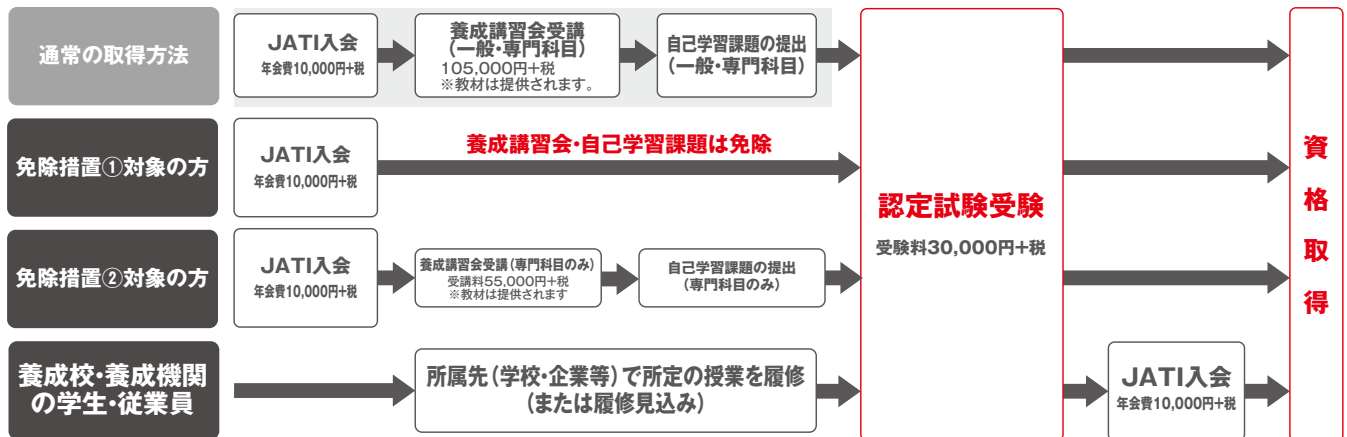 通常の取得方法
JATI入会
年会費10,000円+税
養成講習会受講
(一般・専門科目)
105,000円+税
※教材は提供されます。
自己学習課題の提出
(一般・専門科目)
免除措置①対象の方
JATI入会
年会費10,000円+税
養成講習会・自己学習課題は免除
免除措置②対象の方
JATI入会
年会費10,000円+税
養成講習会受講(専門科目のみ)
受講料55,000円+税
※教材は提供されます
自己学習課題の提出
(専門科目のみ)
養成校・養成機関
の学生・従業員
所属先(学校・企業等)で所定の授業を履修
(または履修見込み)
認定試験受験
受験料30,000円+税
JATI入会
年会費10,000円+税
資格取得